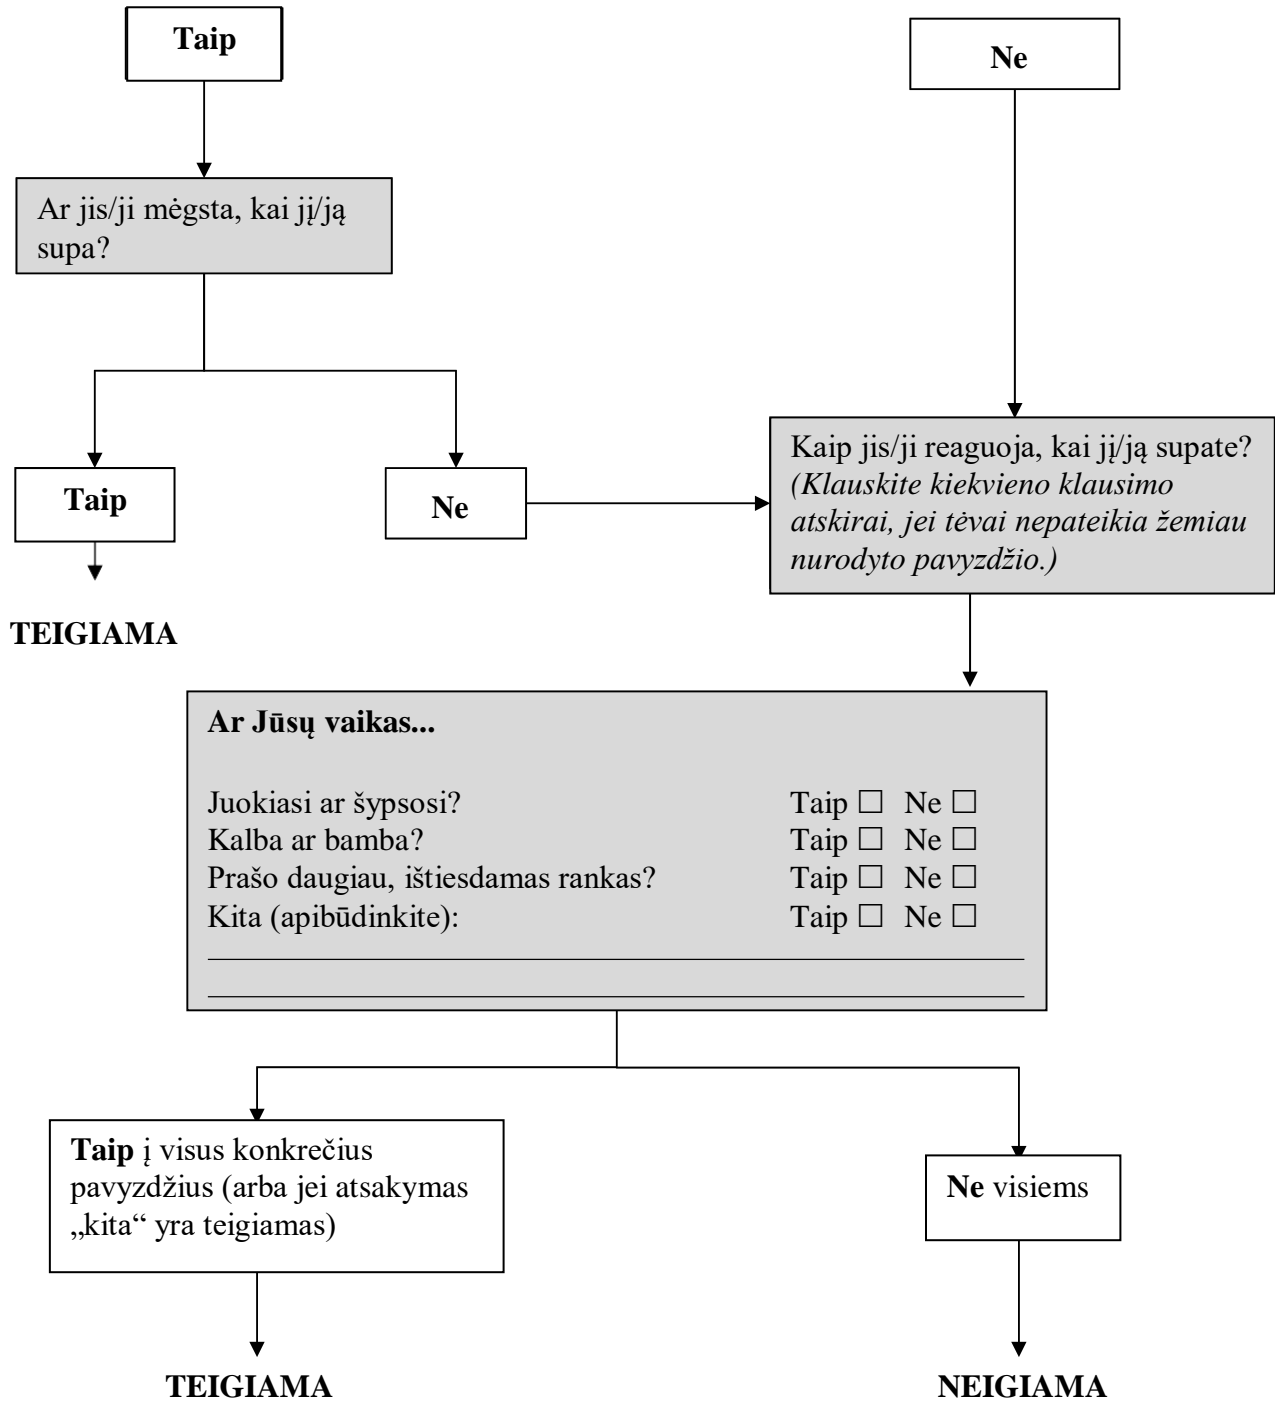 Taip
Ne
Ar jis/ji mėgsta, kai jį/ją
supa?
Taip
Ne
Kaip jis/ji reaguoja, kai jį/ją supate?
(Klauskite kiekvieno klausimo
atskirai, jei tėvai nepateikia žemiau
nurodyto pavyzdžio.)
TEIGIAMA
Ar Jūsų vaikas...
Juokiasi ar šypsosi? Taip ☐ Ne ☐
Kalba ar bamba? Taip ☐ Ne ☐
Prašo daugiau, ištiesdamas rankas? Taip ☐ Ne ☐
Kita (apibūdinkite): Taip ☐ Ne ☐
Taip į visus konkrečius
pavyzdžius (arba jei atsakymas
„kita“ yra teigiamas)
Ne visiems
TEIGIAMA
NEIGIAMA